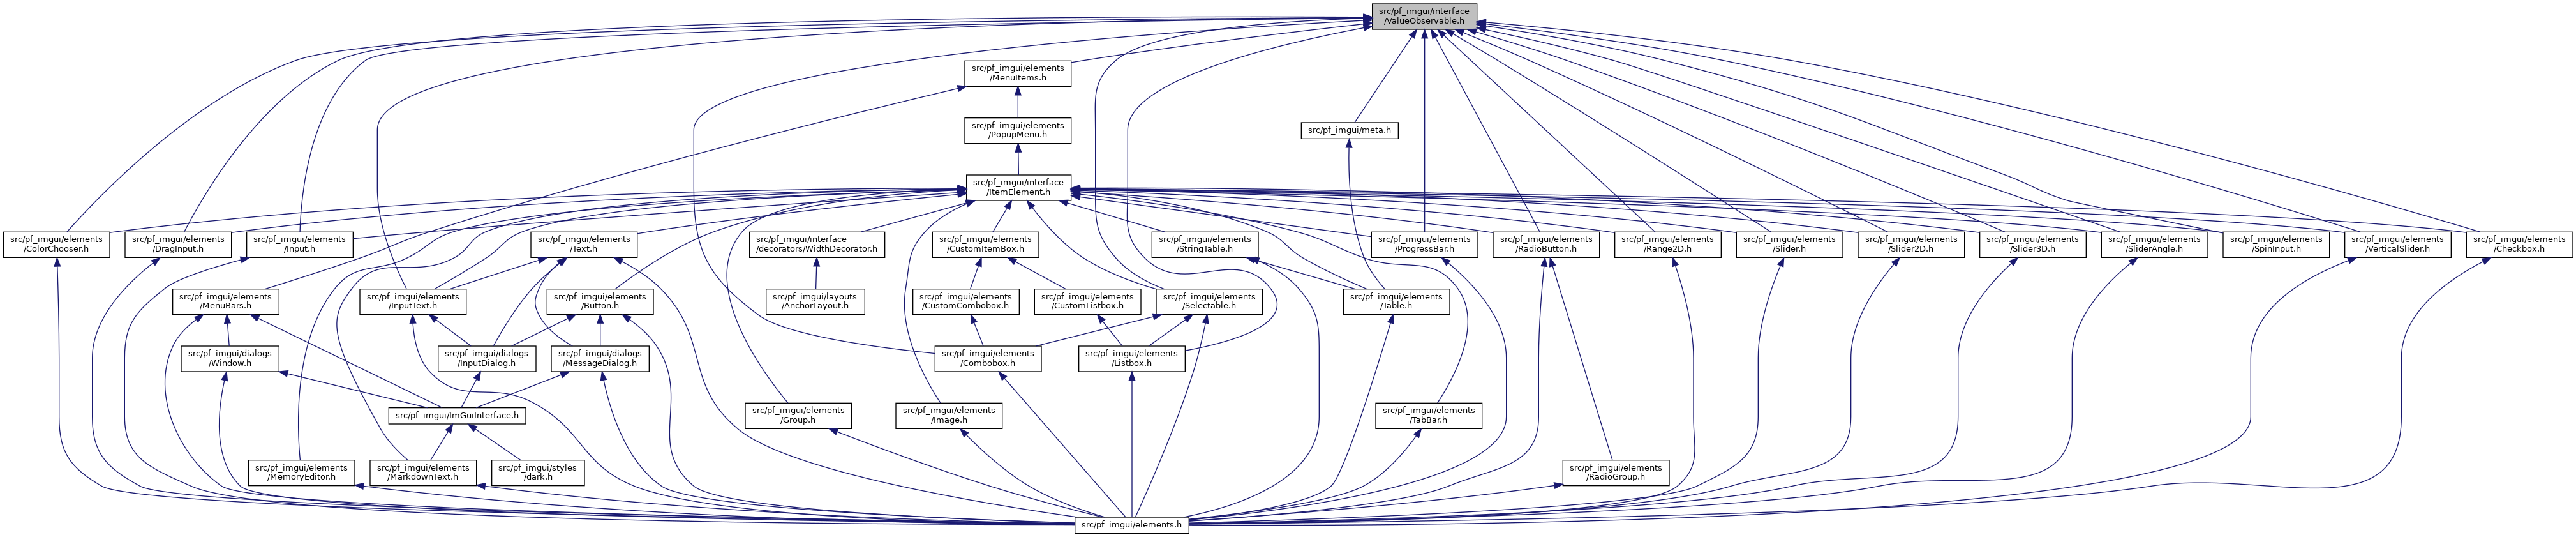 src/pf_imgui/interface
/ValueObservable.h
src/pf_imgui/elements
/MenuItems.h
src/pf_imgui/elements
/PopupMenu.h
src/pf_imgui/meta.h
src/pf_imgui/interface
/ItemElement.h
src/pf_imgui/elements
/ColorChooser.h
src/pf_imgui/elements
/DragInput.h
src/pf_imgui/elements
/Input.h
src/pf_imgui/elements
/Text.h
src/pf_imgui/interface
/decorators/WidthDecorator.h
src/pf_imgui/elements
/CustomItemBox.h
src/pf_imgui/elements
/StringTable.h
src/pf_imgui/elements
/ProgressBar.h
src/pf_imgui/elements
/RadioButton.h
src/pf_imgui/elements
/Range2D.h
src/pf_imgui/elements
/Slider.h
src/pf_imgui/elements
/Slider2D.h
src/pf_imgui/elements
/Slider3D.h
src/pf_imgui/elements
/SliderAngle.h
src/pf_imgui/elements
/SpinInput.h
src/pf_imgui/elements
/VerticalSlider.h
src/pf_imgui/elements
/Checkbox.h
src/pf_imgui/elements
/MenuBars.h
src/pf_imgui/elements
/InputText.h
src/pf_imgui/elements
/Button.h
src/pf_imgui/layouts
/AnchorLayout.h
src/pf_imgui/elements
/CustomCombobox.h
src/pf_imgui/elements
/CustomListbox.h
src/pf_imgui/elements
/Selectable.h
src/pf_imgui/elements
/Table.h
src/pf_imgui/dialogs
/Window.h
src/pf_imgui/dialogs
/InputDialog.h
src/pf_imgui/dialogs
/MessageDialog.h
src/pf_imgui/elements
/Combobox.h
src/pf_imgui/elements
/Listbox.h
src/pf_imgui/ImGuiInterface.h
src/pf_imgui/elements
/Group.h
src/pf_imgui/elements
/Image.h
src/pf_imgui/elements
/TabBar.h
src/pf_imgui/elements
/MemoryEditor.h
src/pf_imgui/elements
/MarkdownText.h
src/pf_imgui/styles
/dark.h
src/pf_imgui/elements
/RadioGroup.h
src/pf_imgui/elements.h